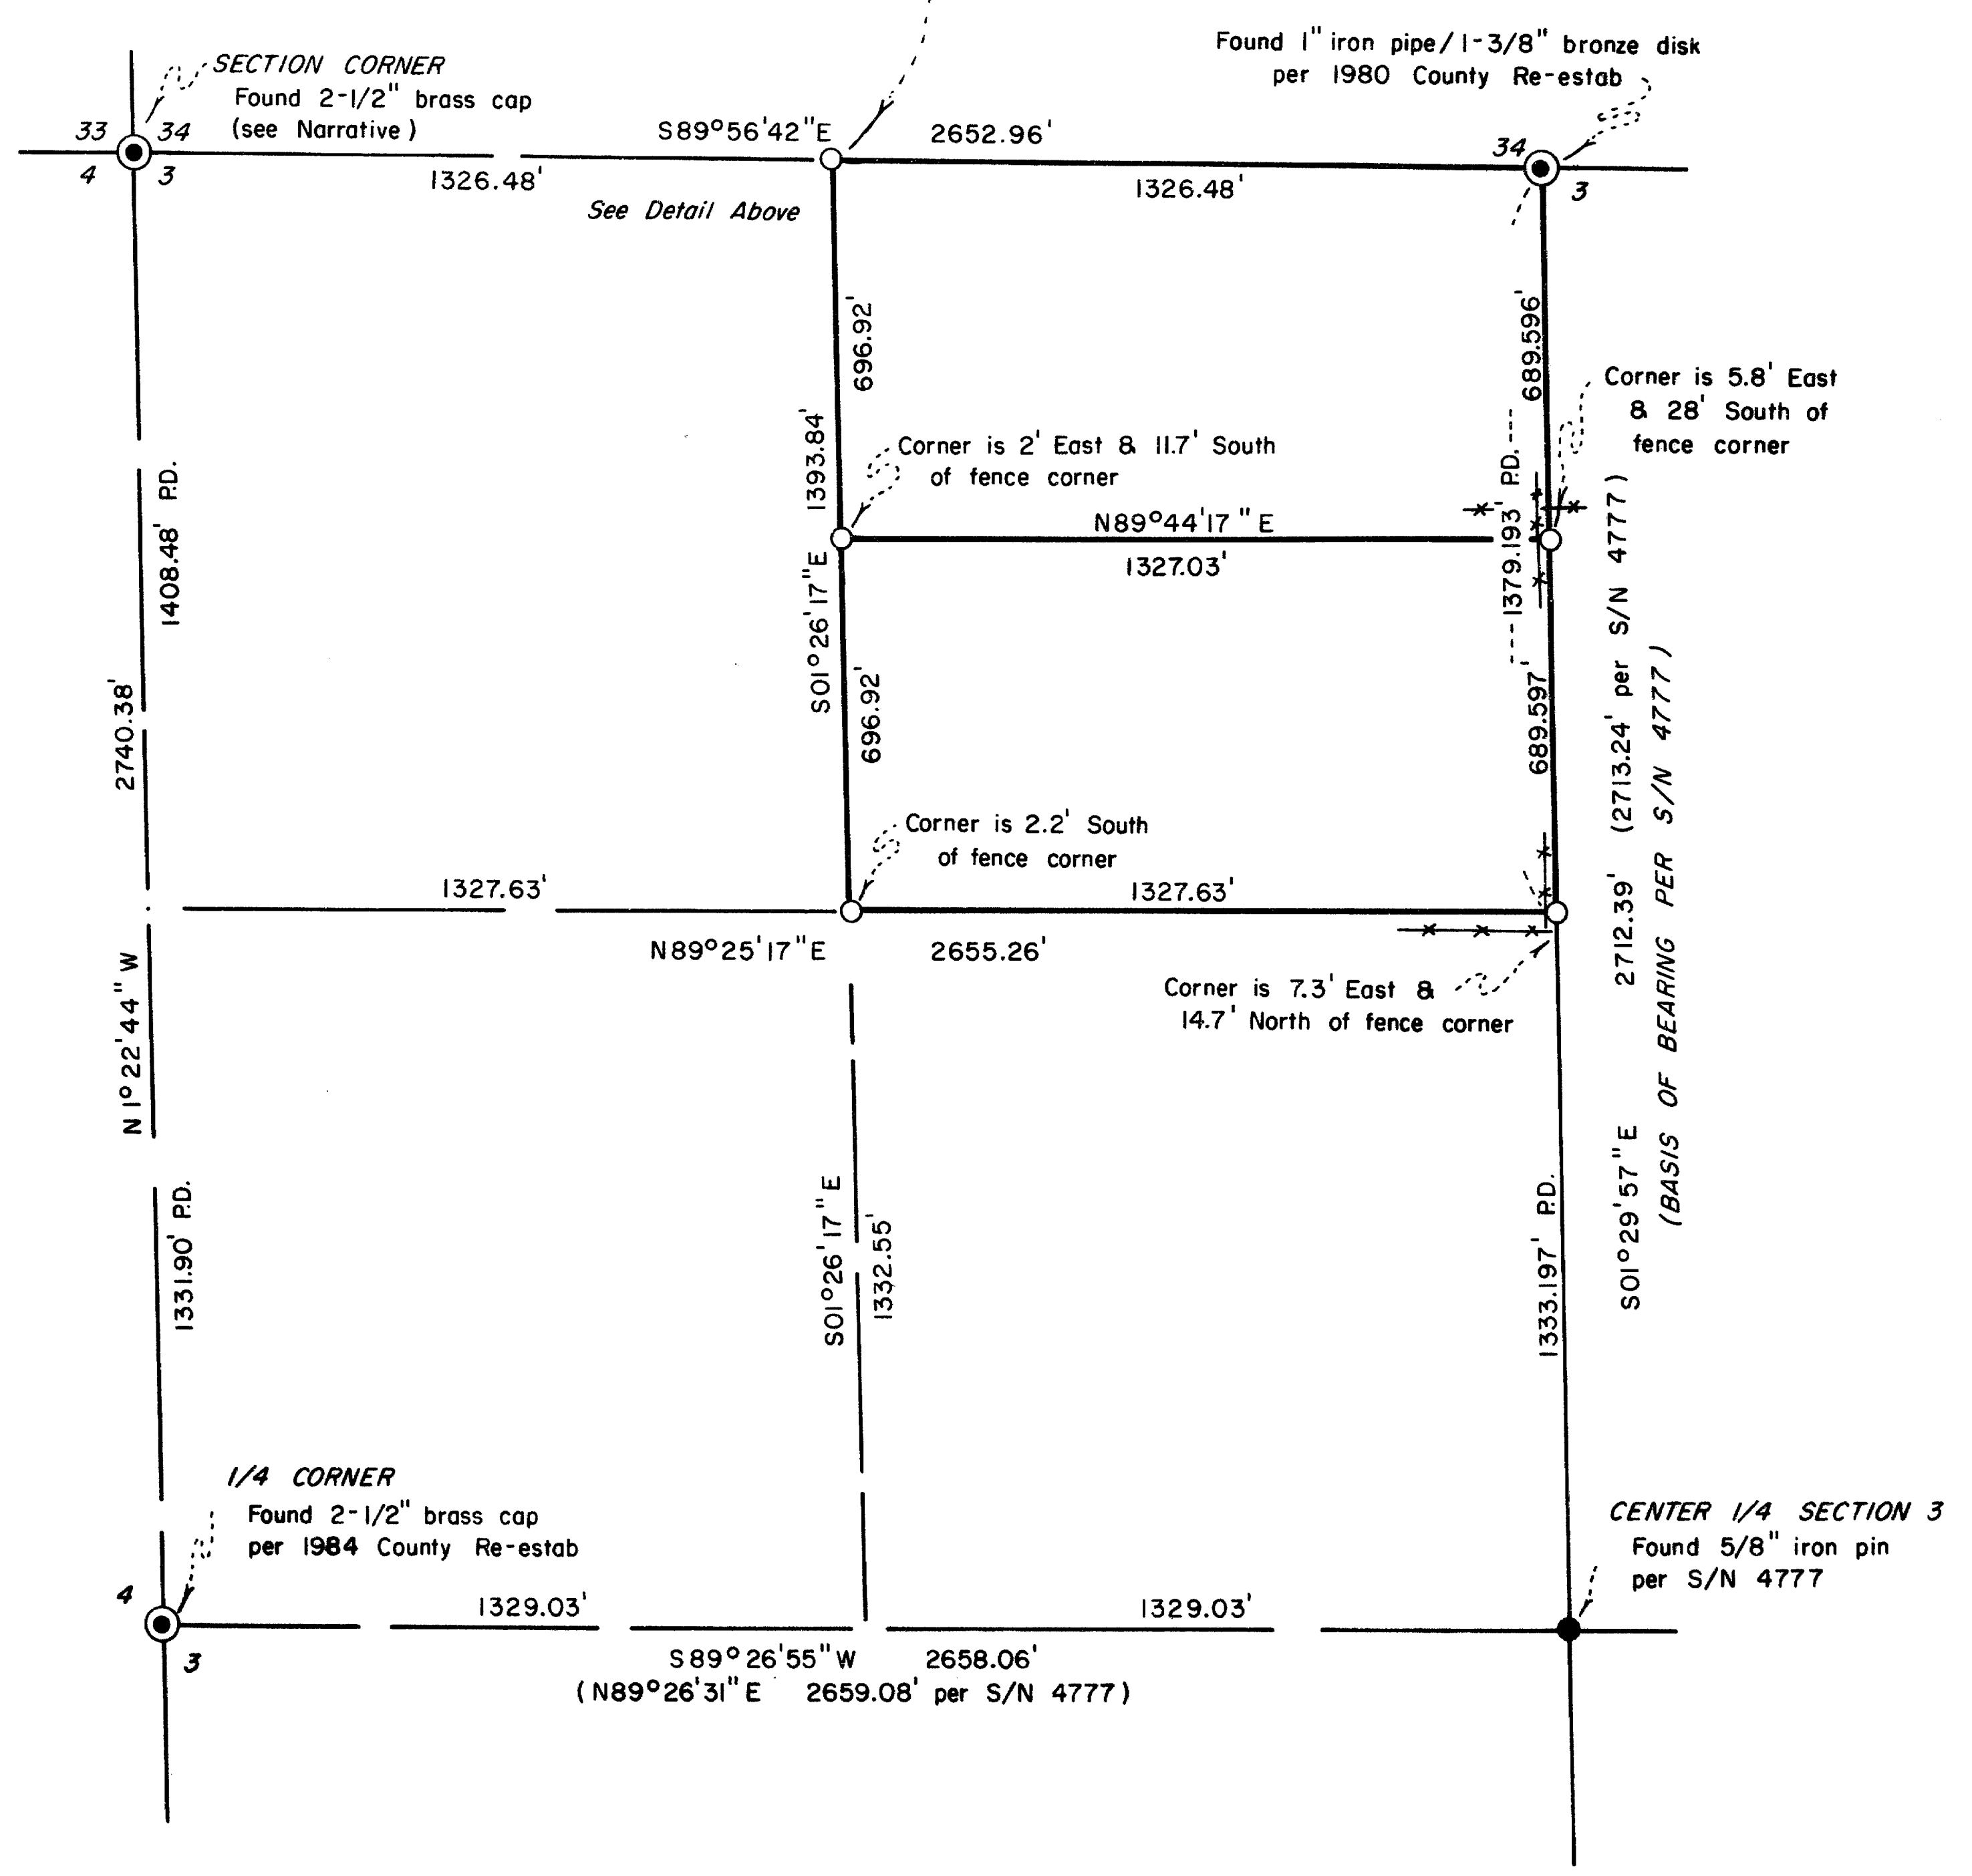 SECTION CORNER
Found 2-1/2" brass cap
(see Narrative)
33
34
4
3
S89°56'42"E
2652.96'
1326.48'
1326.48'
See Detail Above
Found 1" iron pipe/1-3/8" bronze disk
per 1980 County Re-estab
34
3
696.92'
1393.84'
S01°26'17"E
696.92'
689.596'
---1379.193' P.D.---
689.597'
Corner is 5.8' East
& 28' South of
fence corner
Corner is 2' East & 11.7' South
of fence corner
N89°44'17"E
1327.03'
1408.48' P.D.
2740.38'
N1°22'44"W
1331.90' P.D.
Corner is 2.2' South
of fence corner
1327.63'
1327.63'
N89°25'17"E
2655.26'
Corner is 7.3' East &
14.7' North of fence corner
S01°29'57"E 2712.39' (2713.24' per S/N 4777)
(BASIS OF BEARING PER S/N 4777)
S01°26'17"E
1332.55'
1333.197' P.D.
1/4 CORNER
Found 2-1/2" brass cap
per 1984 County Re-estab
4
3
1329.03'
1329.03'
S89°26'55"W 2658.06'
(N89°26'31"E 2659.08' per S/N 4777)
CENTER 1/4 SECTION 3
Found 5/8" iron pin
per S/N 4777